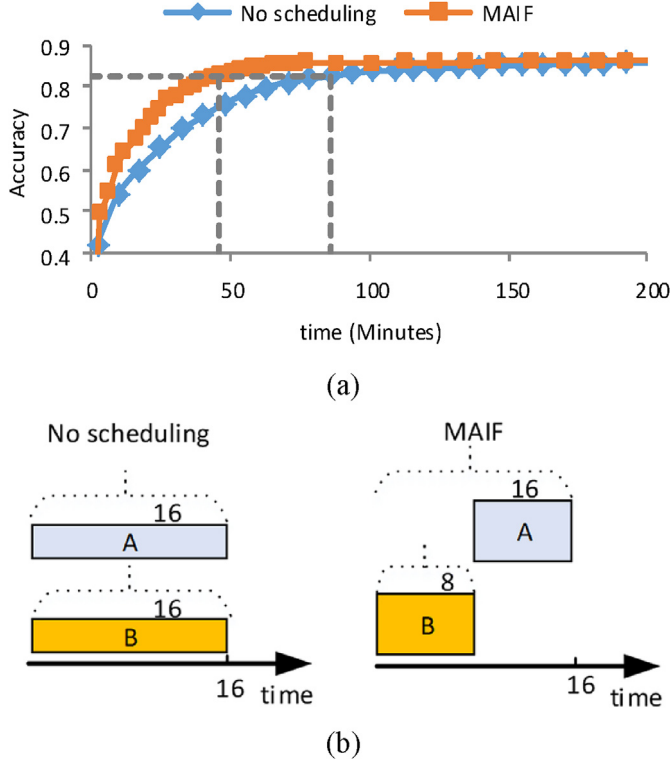 No scheduling MAIF
0.9
0.8
0.7
0.6
0.5
0.4
Accuracy
0 50 100 150 200
time (Minutes)
(a)
No scheduling MAIF
16 16
A A
16 8
B B
16 time 16 time
(b)